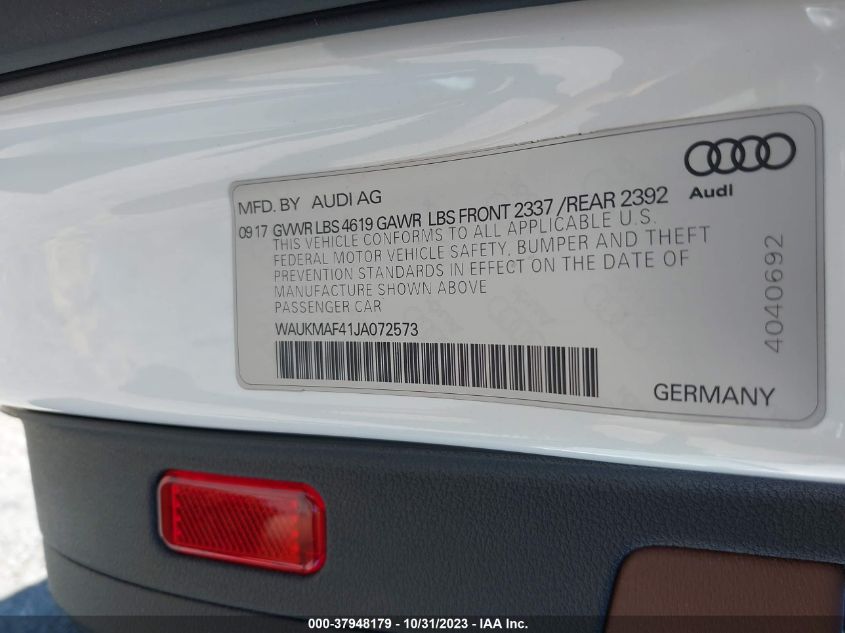 MFD. BY AUDI AG
Audi
09 17 GVWR LBS 4619 GAWR LBS FRONT 2337 / REAR 2392
THIS VEHICLE CONFORMS TO ALL APPLICABLE U.S.
FEDERAL MOTOR VEHICLE SAFETY, BUMPER AND THEFT
PREVENTION STANDARDS IN EFFECT ON THE DATE OF
MANUFACTURE SHOWN ABOVE
PASSENGER CAR
WAUKMAF41JA072573
4040692
GERMANY
000-37948179 - 10/31/2023 - IAA Inc.